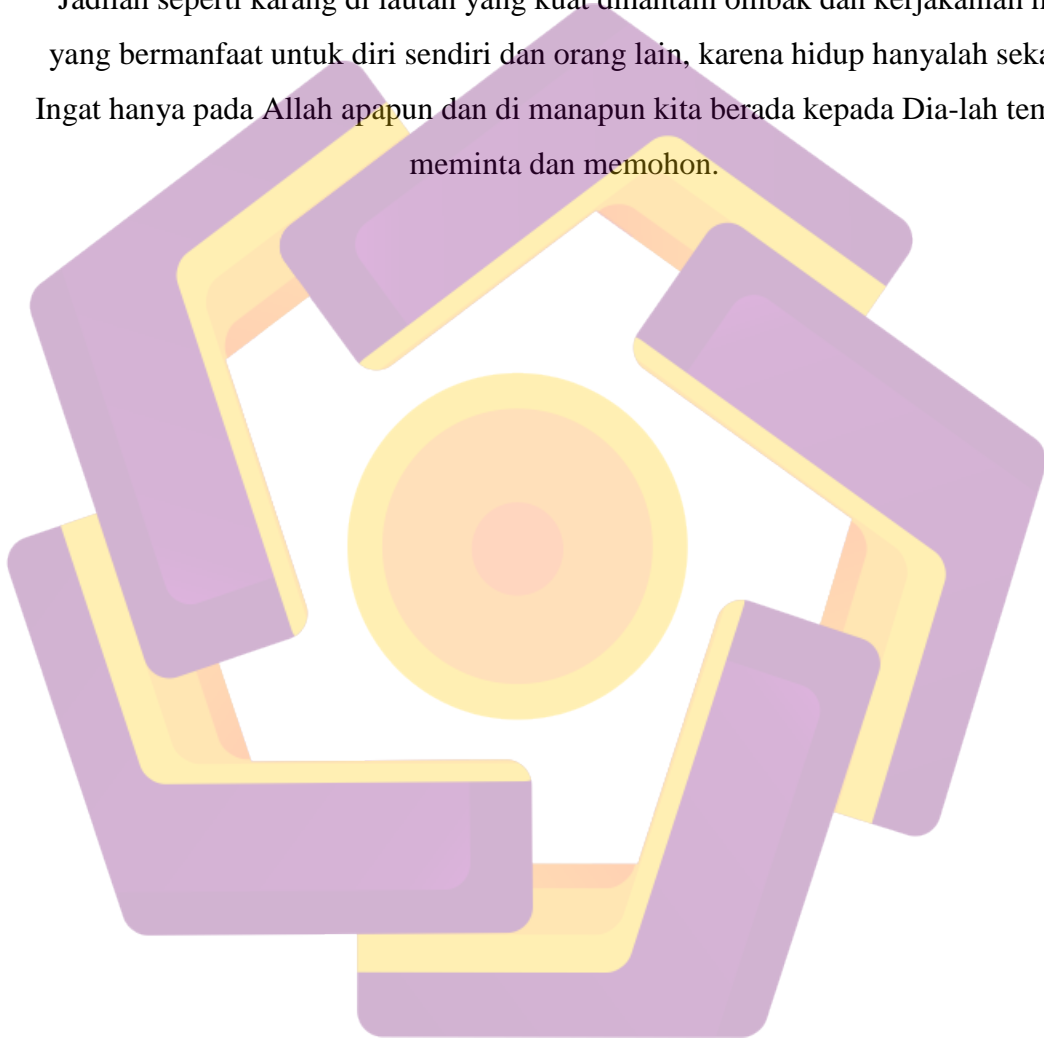 Jadilah seperti karang di lautan yang kuat dihantam ombak dan kerjakanlah
yang bermanfaat untuk diri sendiri dan orang lain, karena hidup hanyalah
Ingat hanya pada Allah apapun dan di manapun kita berada kepada Dia-lah
meminta dan memohon.